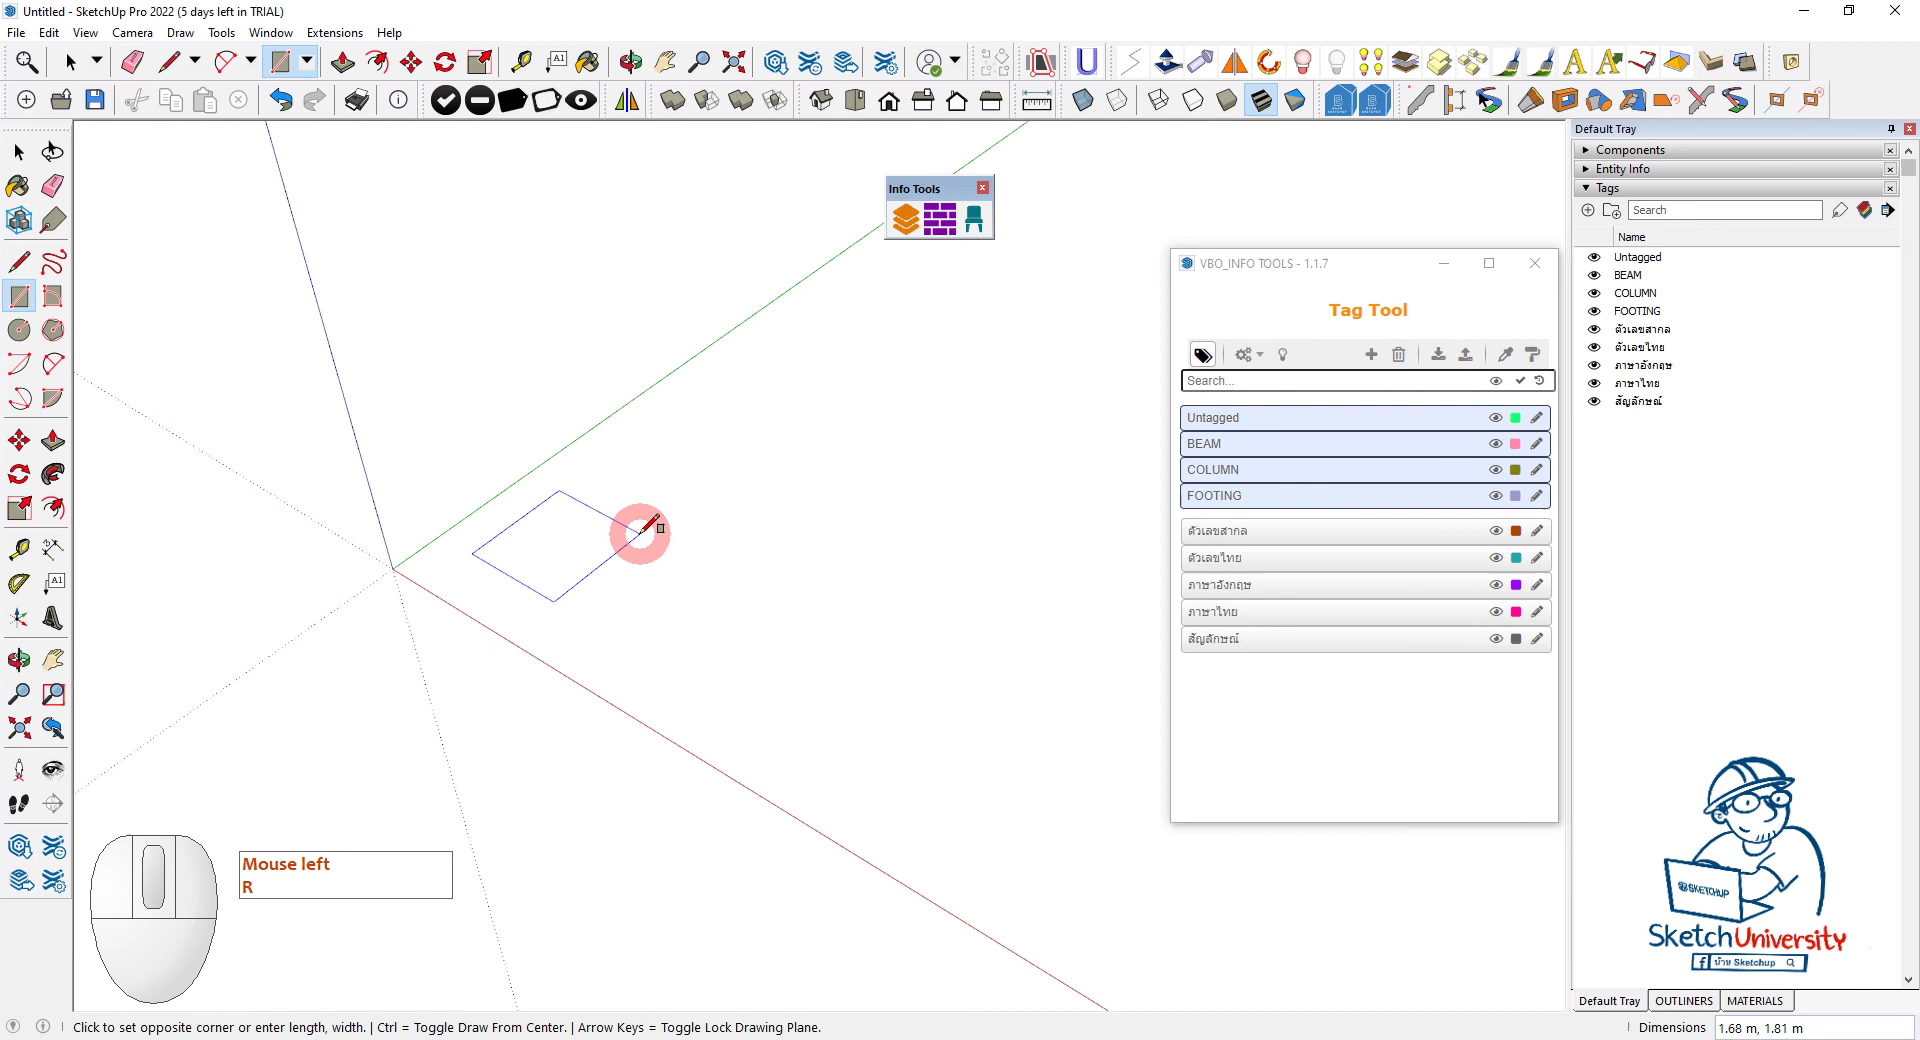 Untitled - SketchUp Pro 2022 (5 days left in TRIAL)
File Edit View Camera Draw Tools Window Extensions Help
Default Tray
Components
Entity Info
Tags
Search
Name
Untagged
BEAM
COLUMN
FOOTING
ตัวเลขสากล
ตัวเลขไทย
ภาษาอังกฤษ
ภาษาไทย
สัญลักษณ์
Info Tools
VBO_INFO TOOLS - 1.1.7
Tag Tool
Search...
Untagged
BEAM
COLUMN
FOOTING
ตัวเลขสากล
ตัวเลขไทย
ภาษาอังกฤษ
ภาษาไทย
สัญลักษณ์
Mouse left
R
SKETCHUP
SketchUniversity
f บ้าน Sketchup
Default Tray OUTLINERS MATERIALS
Click to set opposite corner or enter length, width. | Ctrl = Toggle Draw From Center. | Arrow Keys = Toggle Lock Drawing Plane.
Dimensions 1.68 m, 1.81 m